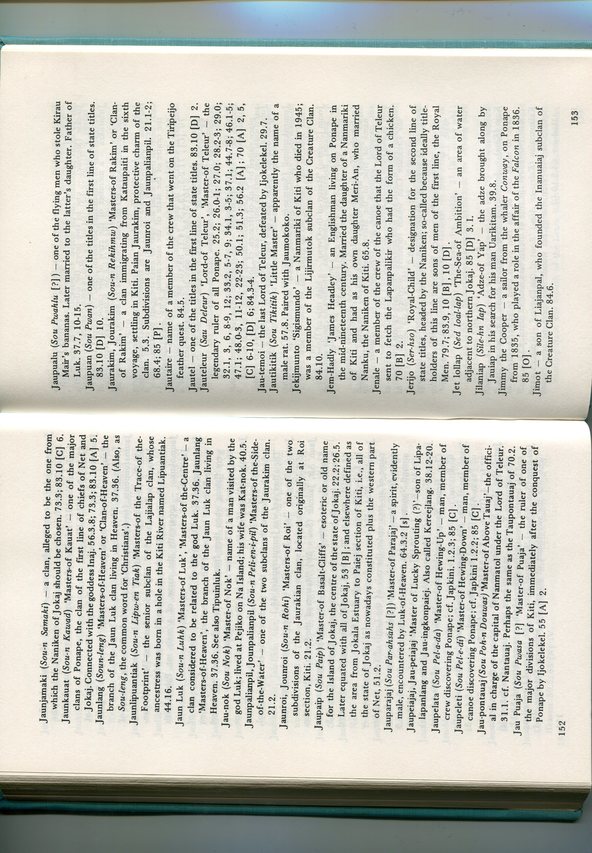 Jaunjamaki (Sou-n Samaki) — a clan, alleged to be the one from
which the Naniken of Jokaj should be chosen. 73.3; 83.10 [C] 6.
Jaunkauat (Sou-n Kawad) ‘Masters-of Kauat’ — one of the major
clans of Ponape, the clan of the first line of chiefs of Net and
Jokaj. Connected with the goddess Inaj. 56.3.8; 73.3; 83.10 [A] 5.
Jaunlang (Soun-leng) ‘Masters-of-Heaven’ or ‘Clan-of-Heaven’ — the
branch of the Jaun Luk clan living in Heaven. 37.36. (Also, as
Sou-leng, the common word for ‘Christians’.)
Jaunlipuantiak (Sou-n Lipw-en Tiak) ‘Masters-of the Trace-of the-
Footprint’ — the senior subclan of the Lajialap clan, whose
ancestress was born in a hole in the Kiti River named Lipuantiak.
44.16.
Jaun Luk (Sou-n Luhk) ‘Masters-of Luk’, ‘Masters-of the-Centre’ — a
clan considered to be related to the god Luk. 37.36. Jaunlang
‘Masters-of-Heaven’, the branch of the Jaun Luk clan living in
Heaven. 37.36. See also Tipuinluk.
Jau-nok (Sou Nok) ‘Master-of Nok’ — name of a man visited by the
god Luk; lived at Pejiko on Na Island; his wife was Kat-nok. 40.5.
Jaunpalianpil, Jounpalianpil (Sou-n Peli-en-i-pil) ‘Masters-of the-Side-
of-the-Water’ — one of the two subclans of the Jaurakim clan.
21.2.
Jaunroi, Jounroi (Sou-n Rohi) ‘Masters-of Roi’ — one of the two
subdivisions of the Jaurakian clan, located originally at Roi
section, Kiti. 21.2.
Jaupaip (Sou Paip) ‘Master-of Basalt-Cliffs’ — esoteric or old name
for the Island of Jokaj, the centre of the state of Jokaj. 22.2; 26.5.
Later equated with all of Jokaj, 53 [B]; and elsewhere defined as
the area from Jokala Estuary to Paiej section of Kiti, i.e., all of
the state of Jokaj as nowadays constituted plus the western part
of Net, 51.2.
Jauparajaj (Sou Par-ahsahs [?]) ‘Master-of Parajaj’ — a spirit, evidently
male, encountered by Luk-of-Heaven. 64.3.2 [s].
Jaupeiajaj, Jau-peiajaj ‘Master of Lucky Sprouting (?)’—son of Lipa-
lapanlang and Jau-ingkonpaiej. Also called Kereejlang. 38.12-20.
Jaupelata (Sou Pel-a-da) ‘Master-of Hewing-Up’ — man, member of
crew discovering Ponape; cf. Japkini. 1.2.3; 85 [C].
Jaupeleti (Sou Pel-e-di) ‘Master-of Hewing-Down’ — man, member of
canoe discovering Ponape; cf. Japkini 1.2.2; 85 [C].
Jau-pontauaj (Sou Poh-n Douwas) ‘Master-of Above Tauaj’—the offici-
al in charge of the capital of Nanmatol under the Lord of Teleur.
31.1. cf. Nantauaj. Perhaps the same as the Taupontauaj of 70.2.
Jau Puaja (Sou Pwasa [?] ‘Master-of Puaja’ — the ruler of one of
the major divisions of Kiti, immediately after the conquest of
Ponape by Ijokelekel. 55 [A] 2.
152
Jaupualu (Sou Pwahlu [?]) — one of the flying men who stole Kirau
Mair’s bananas. Later married to the latter’s daughter. Father of
Luk. 37.7, 10-15.
Jaupuan (Sou Pwan) — one of the titles in the first line of state titles.
83.10 [D] 10.
Jaurakim, Jourakim (Sou-n Rekihmw) ‘Masters-of Rakim’ or ‘Clan-
of Rakim’ — a clan immigrating from Kataupaiti in the sixth
voyage, settling in Kiti. Paian Jaurakim, protective charm of the
clan. 5.3. Subdivisions are Jaunroi and Jaunpalianpil. 21.1-2;
68.4; 85 [P].
Jautaire — name of a member of the crew that went on the Tiripeijo
feather quest. 84.5.
Jautel — one of the titles in the first line of state titles. 83.10 [D] 2.
Jauteleur (Sau Deleur) ‘Lord-of Teleur’, ‘Master-of Teleur’ — the
legendary ruler of all Ponape. 25.2; 26.0-1; 27.0; 28.2-3; 29.0;
32.1, 3, 6, 8-9, 12; 33.2, 5-7, 9; 34.1, 3-5; 37.1; 44.7-8; 46.1-5;
47.1; 48.0-3, 11-12, 22-23; 50.1; 51.3; 56.2 [A]; 70 [A] 2, 5,
[C] 6-10, [D] 6; 84.3-4.
Jau-temoi — the last Lord of Teleur, defeated by Ijokelekel. 29.7.
Jautikitik (Sou Tikitik) ‘Little Master’ — apparently the name of a
male rat. 57.8. Paired with Jaumokoko.
Jekijmunto ‘Sigismundo’ — a Nanmariki of Kiti who died in 1945;
was a member of the Lijirmutok subclan of the Creature Clan.
84.10.
Jem-Hadly ‘James Headley’ — an Englishman living on Ponape in
the mid-nineteenth century. Married the daughter of a Nanmariki
of Kiti and had as his own daughter Meri-An, who married
Nanku, the Naniken of Kiti. 65.8.
Jenale — a member of the crew of the canoe that the Lord of Teleur
sent to fetch the Lapanpalikir who had the form of a chicken.
70 [B] 2.
Jerijo (Ser-hso) ‘Royal-Child’ — designation for the second line of
state titles, headed by the Naniken; so-called because ideally title-
holders of this line are sons of men of the first line, the Royal
Men. 79.7; 83.9, 10 [B], 10 [D].
Jet Iollap (Sed loal-lap) ‘The-Sea-of Ambition’ — an area of water
adjacent to northern Jokaj. 85 [D] 3. I.
Jilaniap (Sile-hn Iap) ‘Adze-of Yap’ — the adze brought along by
Jauiap in his search for his man Uarikitam. 39.8.
Jimmy the Cooper — a sailor from the whaler Conway, on Ponape
from 1835, who played a role in the affair of the Falcon in 1836.
85 [O].
Jimot — a son of Liajanpal, who founded the Inanuaiaj subclan of
the Creature Clan. 84.6.
153